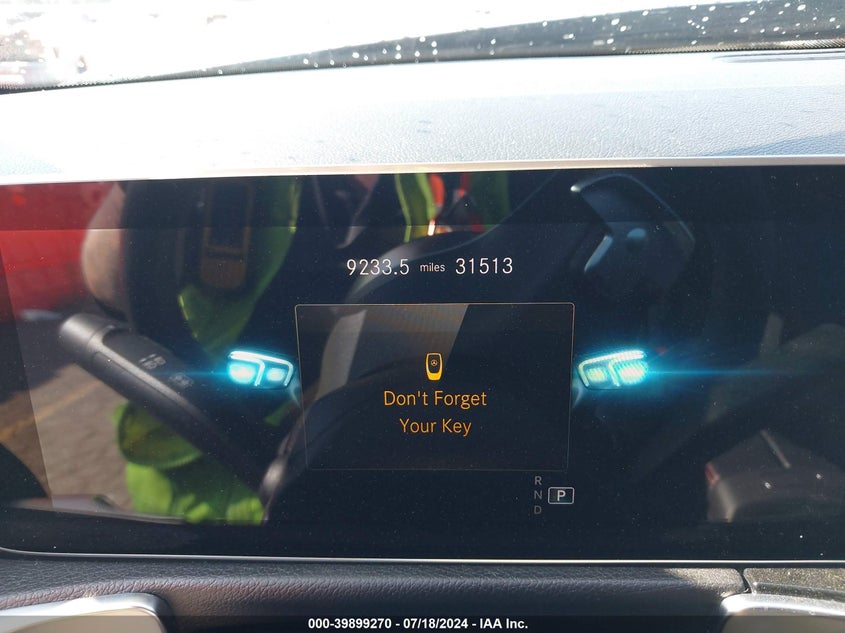 9233.5 miles 31513
Don't Forget
Your Key
R
N P
D
000-39899270 - 07/18/2024 - IAA Inc.